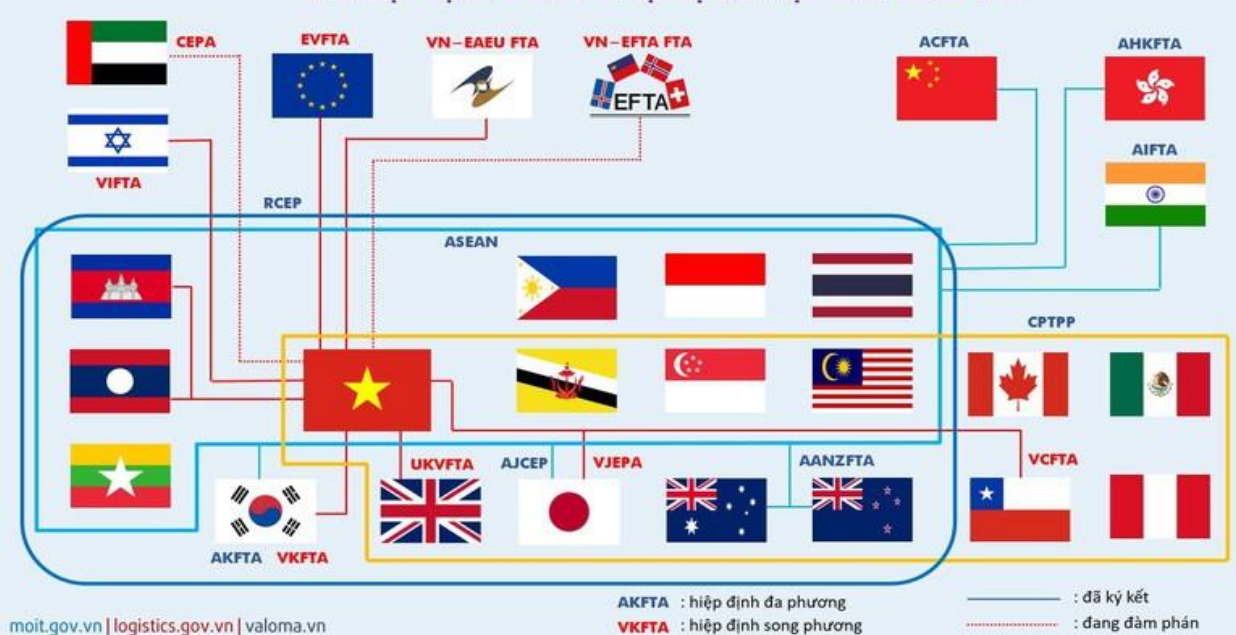 CEPA
EVFTA
VN–EAEU FTA
VN–EFTA FTA
ACFTA
AHKFTA
EFTA
VIFTA
AIFTA
RCEP
ASEAN
CPTPP
UKVFTA
AJCEP
VJEPA
AANZFTA
VCFTA
AKFTA VKFTA
AKFTA : hiệp định đa phương
: đã ký kết
VKFTA : hiệp định song phương
: đang đàm phán
moit.gov.vn | logistics.gov.vn | valoma.vn